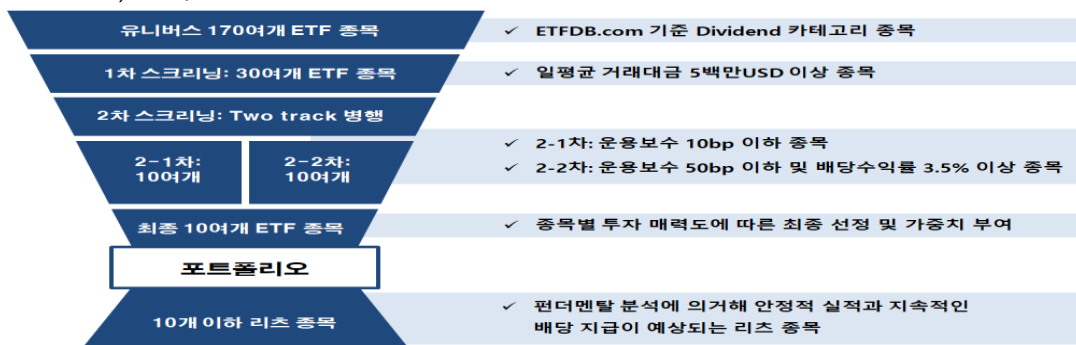 유니버스 170여개 ETF 종목
✓ ETFDB.com 기준 Dividend 카테고리 종목
1차 스크리닝: 30여개 ETF 종목
✓ 일평균 거래대금 5백만USD 이상 종목
2차 스크리닝: Two track 병행
2-1차:
10여개
2-2차:
10여개
✓ 2-1차: 운용보수 10bp 이하 종목
✓ 2-2차: 운용보수 50bp 이하 및 배당수익률 3.5% 이상 종목
최종 10여개 ETF 종목
✓ 종목별 투자 매력도에 따른 최종 선정 및 가중치 부여
포트폴리오
10개 이하 리츠 종목
✓ 펀더멘탈 분석에 의거해 안정적 실적과 지속적인
배당 지급이 예상되는 리츠 종목